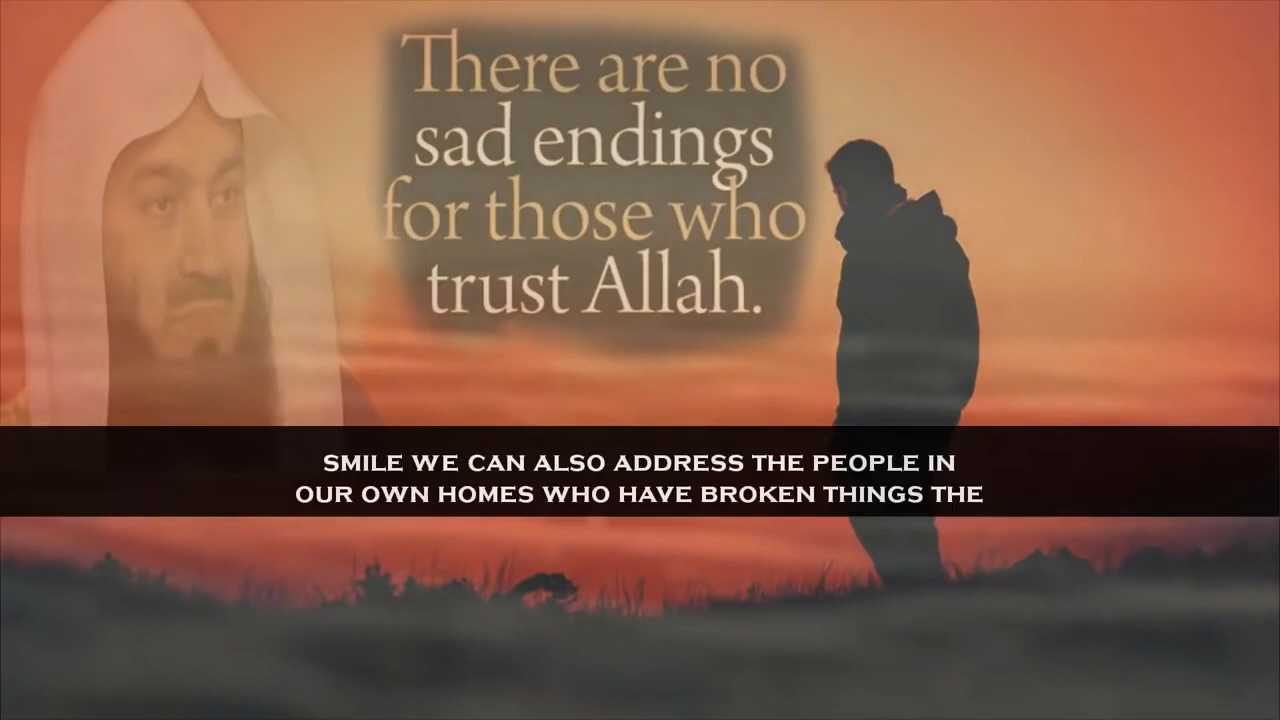 There are no
sad endings
for those who
trust Allah.
SMILE WE CAN ALSO ADDRESS THE PEOPLE IN
OUR OWN HOMES WHO HAVE BROKEN THINGS THE